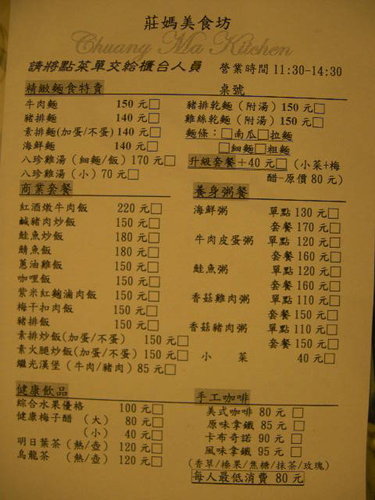 莊媽美食坊
Chuang Ma Kitchen
請將點菜單交給櫃台人員 營業時間11:30-14:30
精緻麵食特賣 桌號
牛肉麵 150 元□
豬排麵 140 元□
素排麵(加蛋/不蛋) 140 元□
海鮮麵 140 元□
八珍雞湯 (細麵/飯) 170 元□
八珍雞湯 (小) 70 元□
豬排乾麵 (附湯) 150 元□
雞絲乾麵 (附湯) 150 元□
麵條：□南瓜□拉麵
□細麵□粗麵
升級套餐+40 元□ (小菜+梅
醋-原價 80 元)
商業套餐
紅酒燉牛肉飯 220 元□
鹹豬肉炒飯 150 元□
鮭魚炒飯 180 元□
鯖魚飯 180 元□
蔥油雞飯 150 元□
咖哩飯 150 元□
紫米紅麴滷肉飯 150 元□
梅干扣肉飯 150 元□
豬排飯 150 元□
素排炒飯(加蛋/不蛋) 150 元□
素火腿炒飯(加蛋/不蛋) 150 元□
繼光漢堡 (牛肉/豬肉) 85 元□
養身粥餐
海鮮粥 單點 130 元□
套餐 170 元□
牛肉皮蛋粥 單點 120 元□
套餐 160 元□
鮭魚粥 單點 120 元□
套餐 160 元□
香菇雞肉粥 單點 110 元□
套餐 150 元□
香菇豬肉粥 單點 110 元□
套餐 150 元□
小 菜 40 元□
健康飲品
綜合水果優格 100 元□
健康梅子醋 (大) 80 元□
(小) 40 元□
明日葉茶 (熱/壺) 120 元□
烏龍茶 (熱/壺) 120 元□
手工咖啡
美式咖啡 80 元□
原味拿鐵 85 元□
卡布奇諾 90 元□
風味拿鐵 95 元□
(香草/榛果/焦糖/抹茶/玫瑰)
每人最低消費 80 元